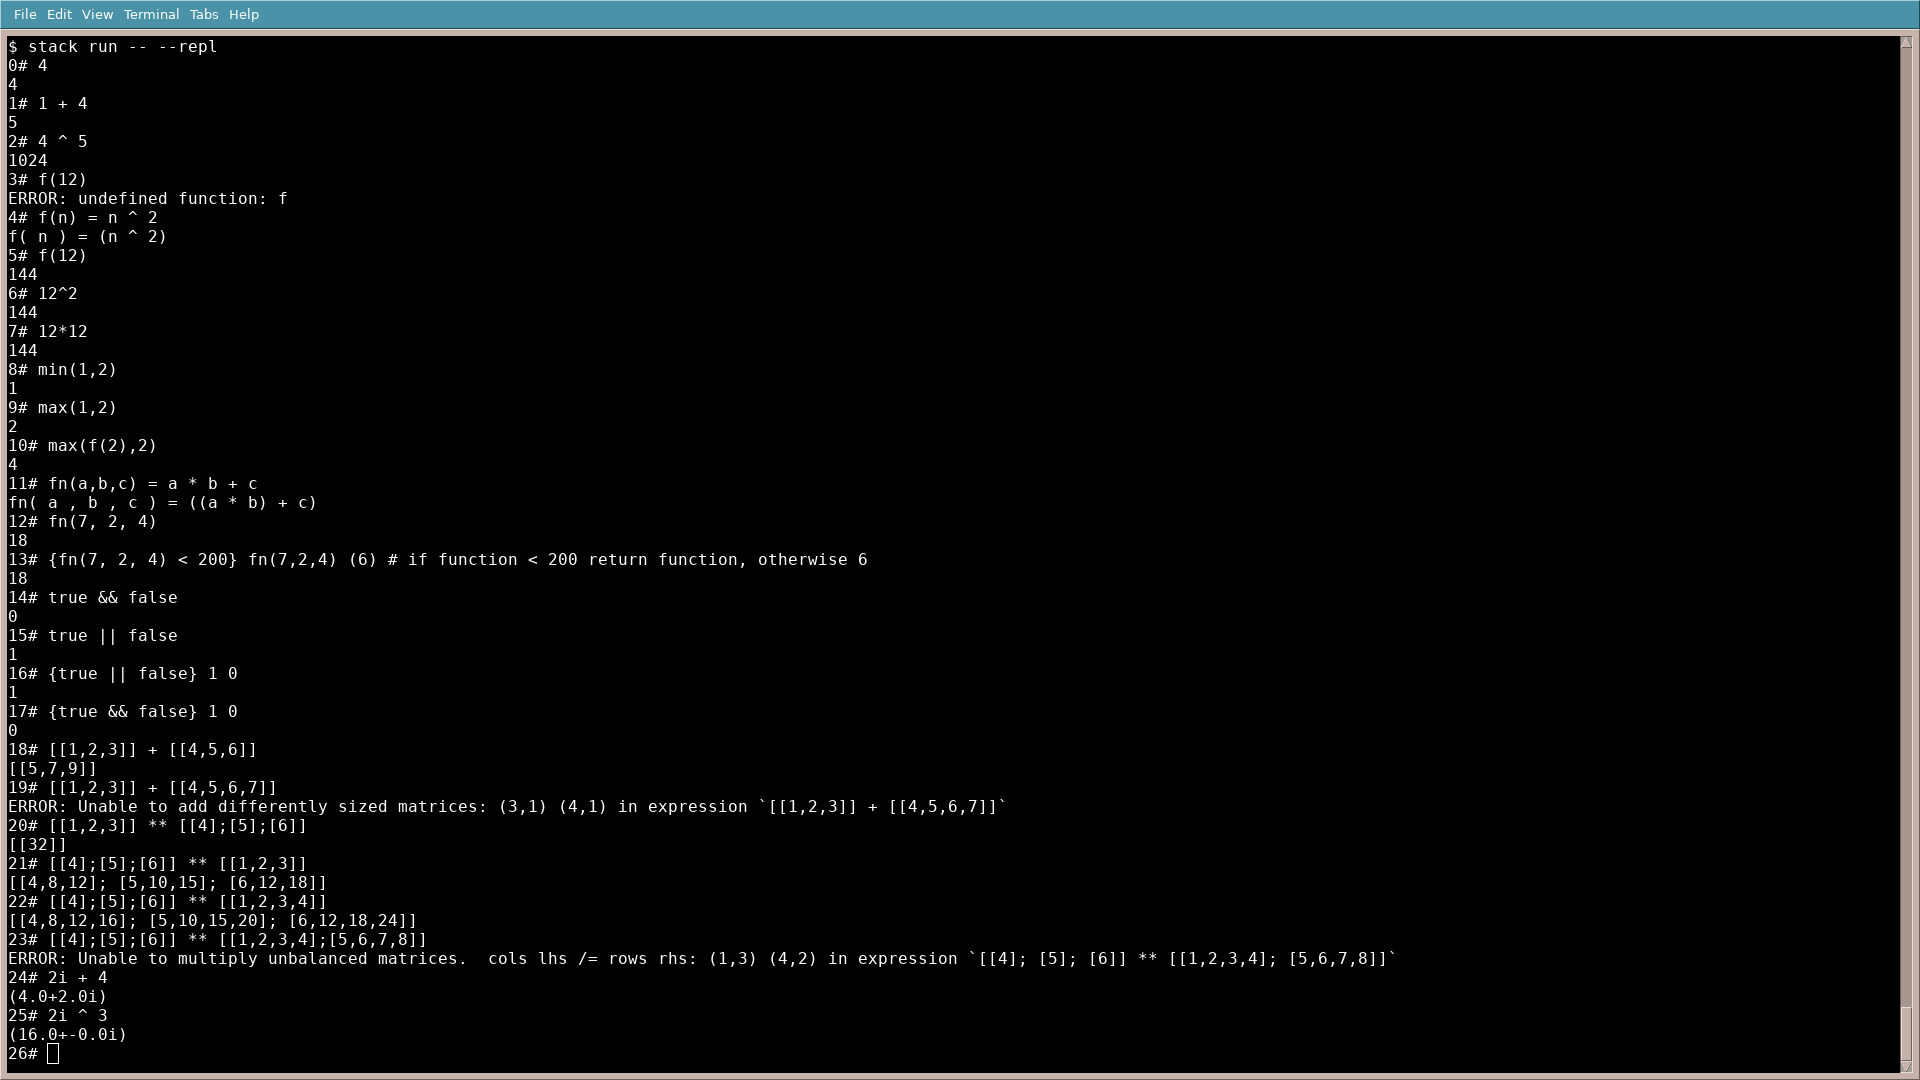 File Edit View Terminal Tabs Help
$ stack run -- --repl
0# 4
4
1# 1 + 4
5
2# 4 ^ 5
1024
3# f(12)
ERROR: undefined function: f
4# f(n) = n ^ 2
f( n ) = (n ^ 2)
5# f(12)
144
6# 12^2
144
7# 12*12
144
8# min(1,2)
1
9# max(1,2)
2
10# max(f(2),2)
4
11# fn(a,b,c) = a * b + c
fn( a , b , c ) = ((a * b) + c)
12# fn(7, 2, 4)
18
13# {fn(7, 2, 4) < 200} fn(7,2,4) (6) # if function < 200 return function, otherwise 6
18
14# true && false
0
15# true || false
1
16# {true || false} 1 0
1
17# {true && false} 1 0
0
18# [[1,2,3]] + [[4,5,6]]
[[5,7,9]]
19# [[1,2,3]] + [[4,5,6,7]]
ERROR: Unable to add differently sized matrices: (3,1) (4,1) in expression `[[1,2,3]] + [[4,5,6,7]]`
20# [[1,2,3]] ** [[4];[5];[6]]
[[32]]
21# [[4];[5];[6]] ** [[1,2,3]]
[[4,8,12]; [5,10,15]; [6,12,18]]
22# [[4];[5];[6]] ** [[1,2,3,4]]
[[4,8,12,16]; [5,10,15,20]; [6,12,18,24]]
23# [[4];[5];[6]] ** [[1,2,3,4];[5,6,7,8]]
ERROR: Unable to multiply unbalanced matrices.  cols lhs /= rows rhs: (1,3) (4,2) in expression `[[4]; [5]; [6]] ** [[1,2,3,4]; [5,6,7,8]]`
24# 2i + 4
(4.0+2.0i)
25# 2i ^ 3
(16.0+-0.0i)
26#